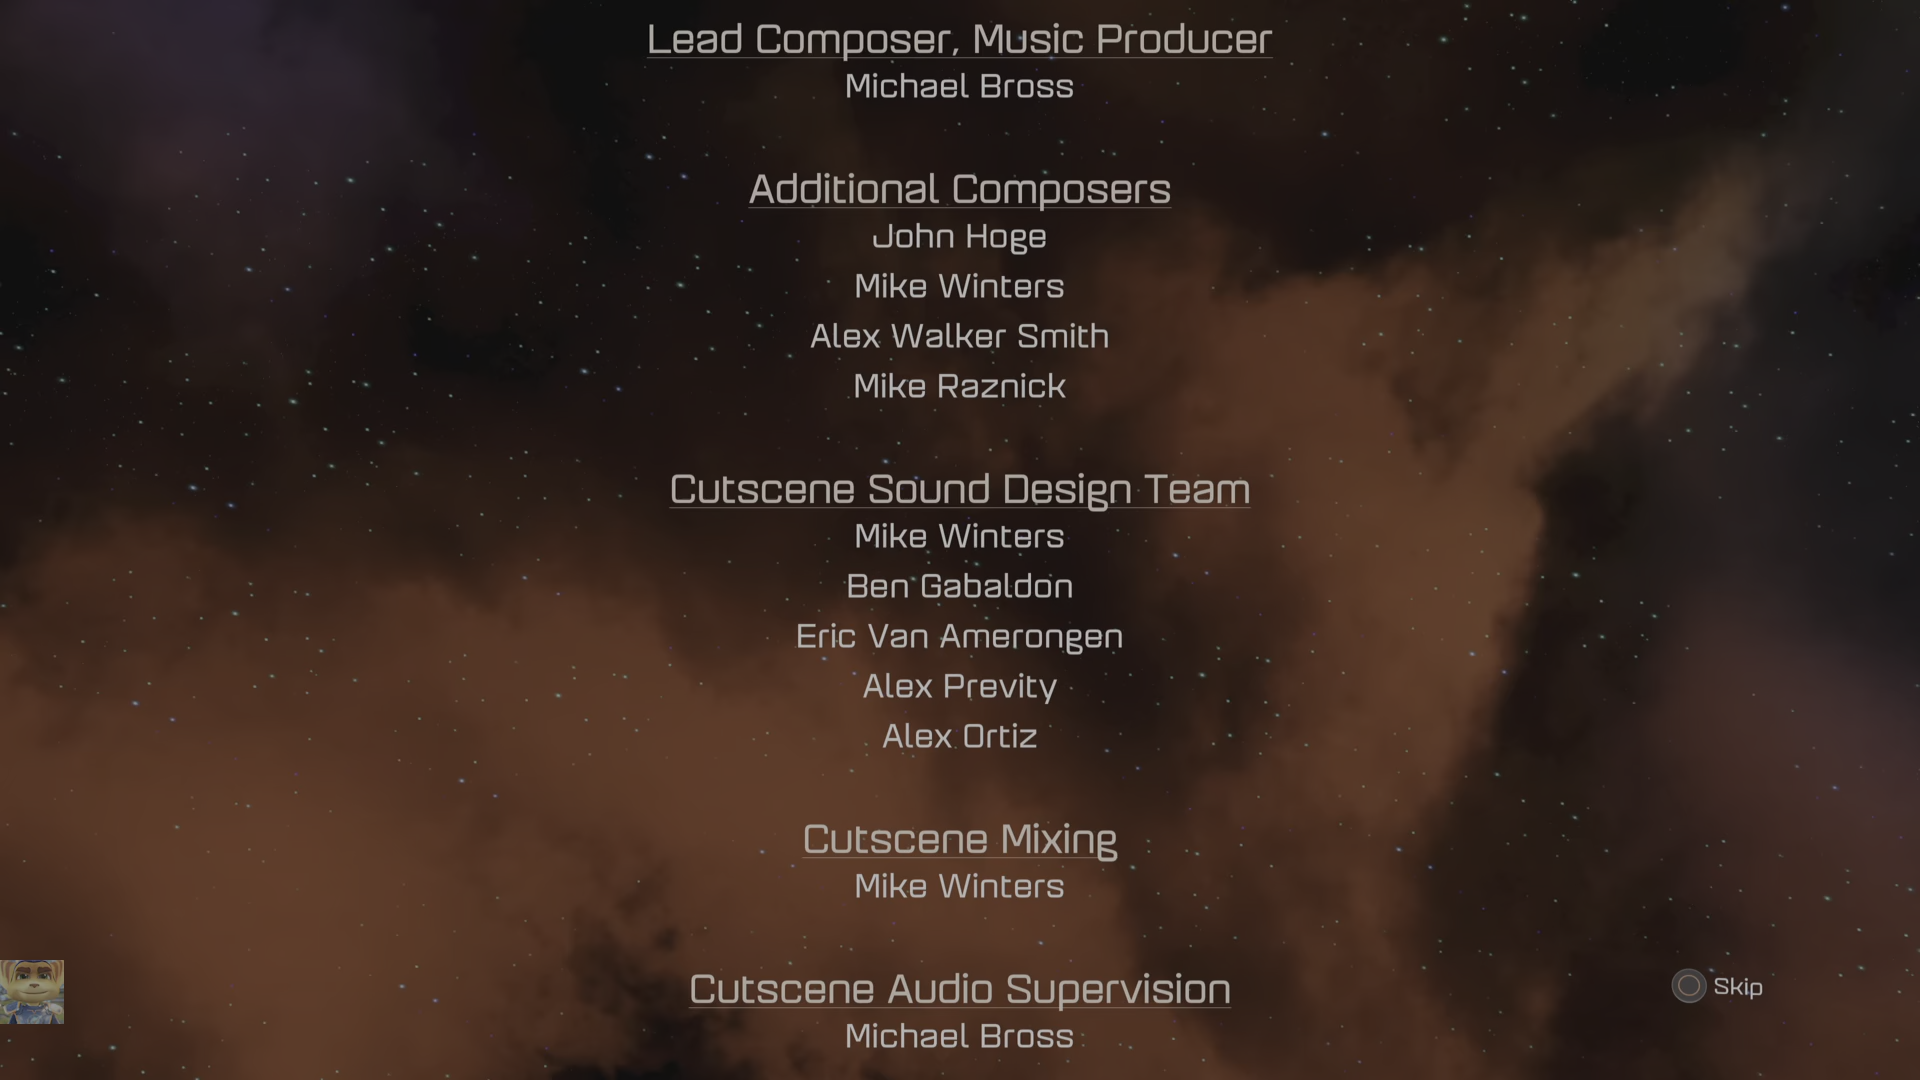 Lead Composer, Music Producer
Michael Bross
Additional Composers
John Hoge
Mike Winters
Alex Walker Smith
Mike Raznick
Cutscene Sound Design Team
Mike Winters
Ben Gabaldon
Eric Van Amerongen
Alex Previty
Alex Ortiz
Cutscene Mixing
Mike Winters
Cutscene Audio Supervision
Skip
Michael Bross